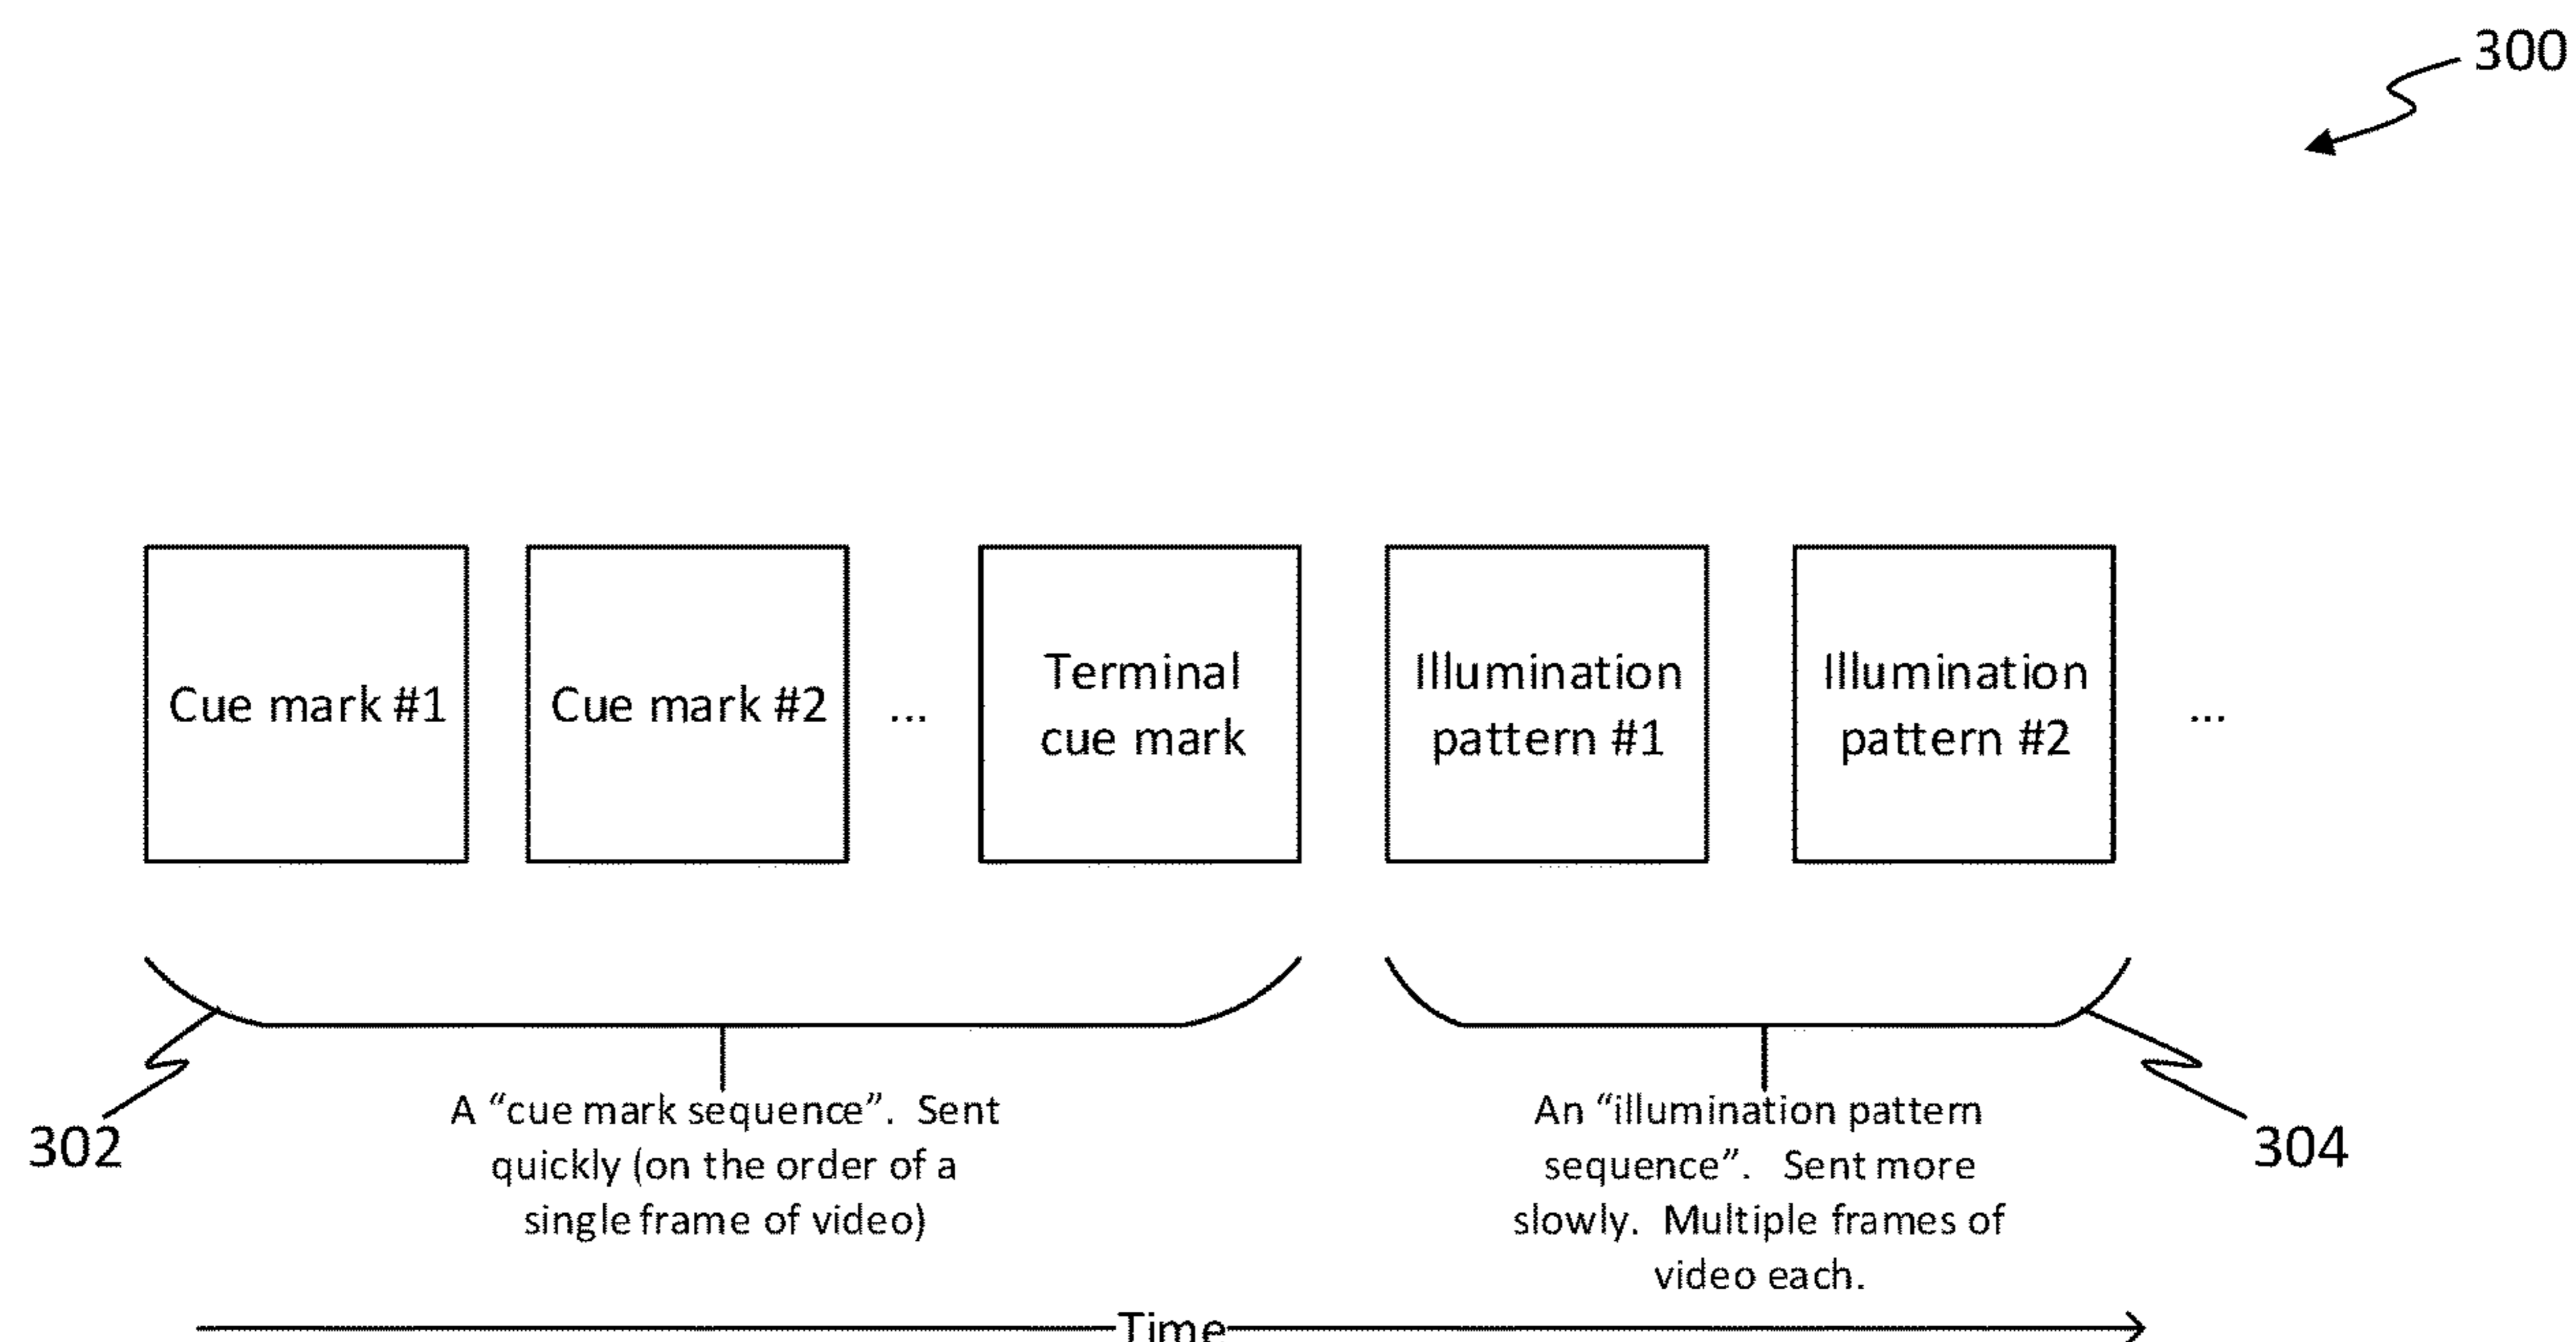 300
Cue mark #1
Cue mark #2
...
Terminal
cue mark
Illumination
pattern #1
Illumination
pattern #2
...
302
A “cue mark sequence”. Sent
quickly (on the order of a
single frame of video)
An “illumination pattern
sequence”. Sent more
slowly. Multiple frames of
video each.
304
Time